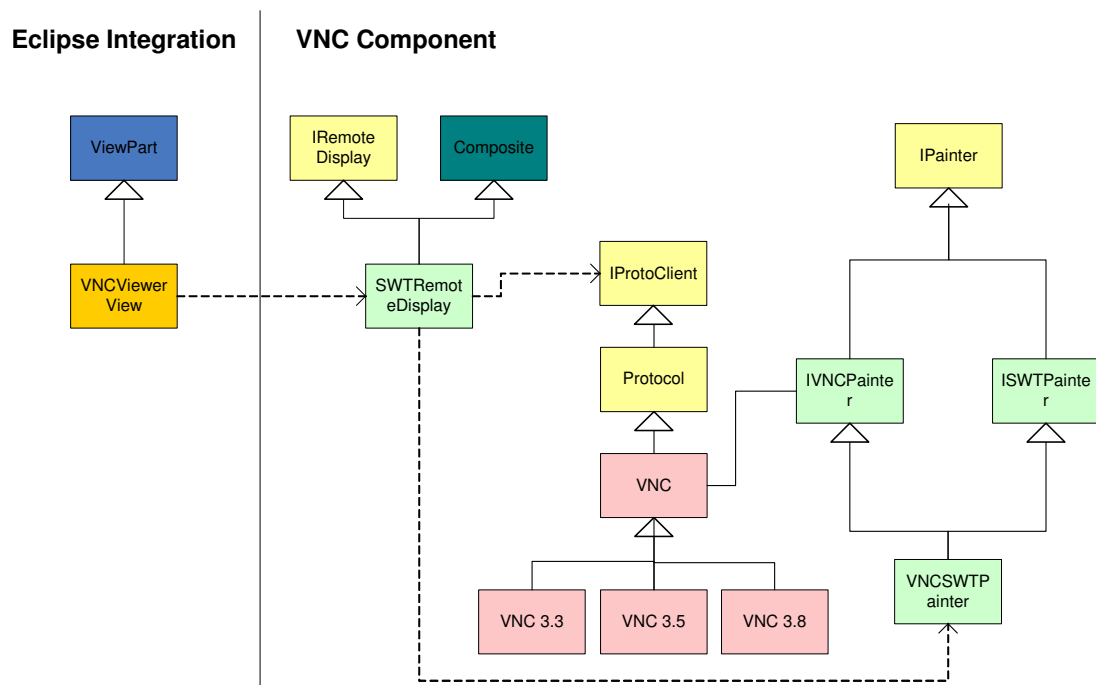 Eclipse Integration
VNC Component
ViewPart
IRemote
Display
Composite
IPainter
VNCViewer
View
SWTRemot
eDisplay
IProtoClient
Protocol
IVNCPainte
r
ISWTPainte
r
VNC
VNC 3.3
VNC 3.5
VNC 3.8
VNCSWTP
ainter